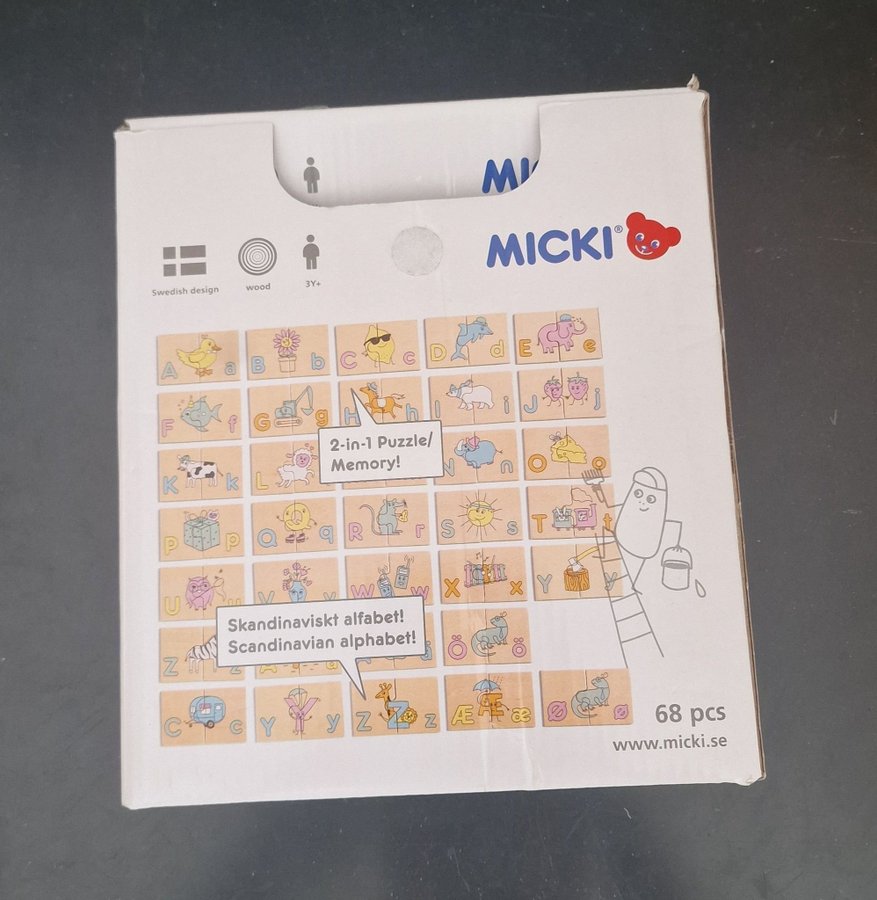 MI
MICKI®
Swedish design
wood
3Y+
A a B b C c D d E e
F f G g H h I i J j
2-in-1 Puzzle/
Memory!
K k L N n O o
P p Q q R r S s T t
U u V v W w X x Y y
Skandinaviskt alfabet!
Scandinavian alphabet!
Z z Ö ö
C c Y y Z z Æ æ Ø ø
68 pcs
www.micki.se